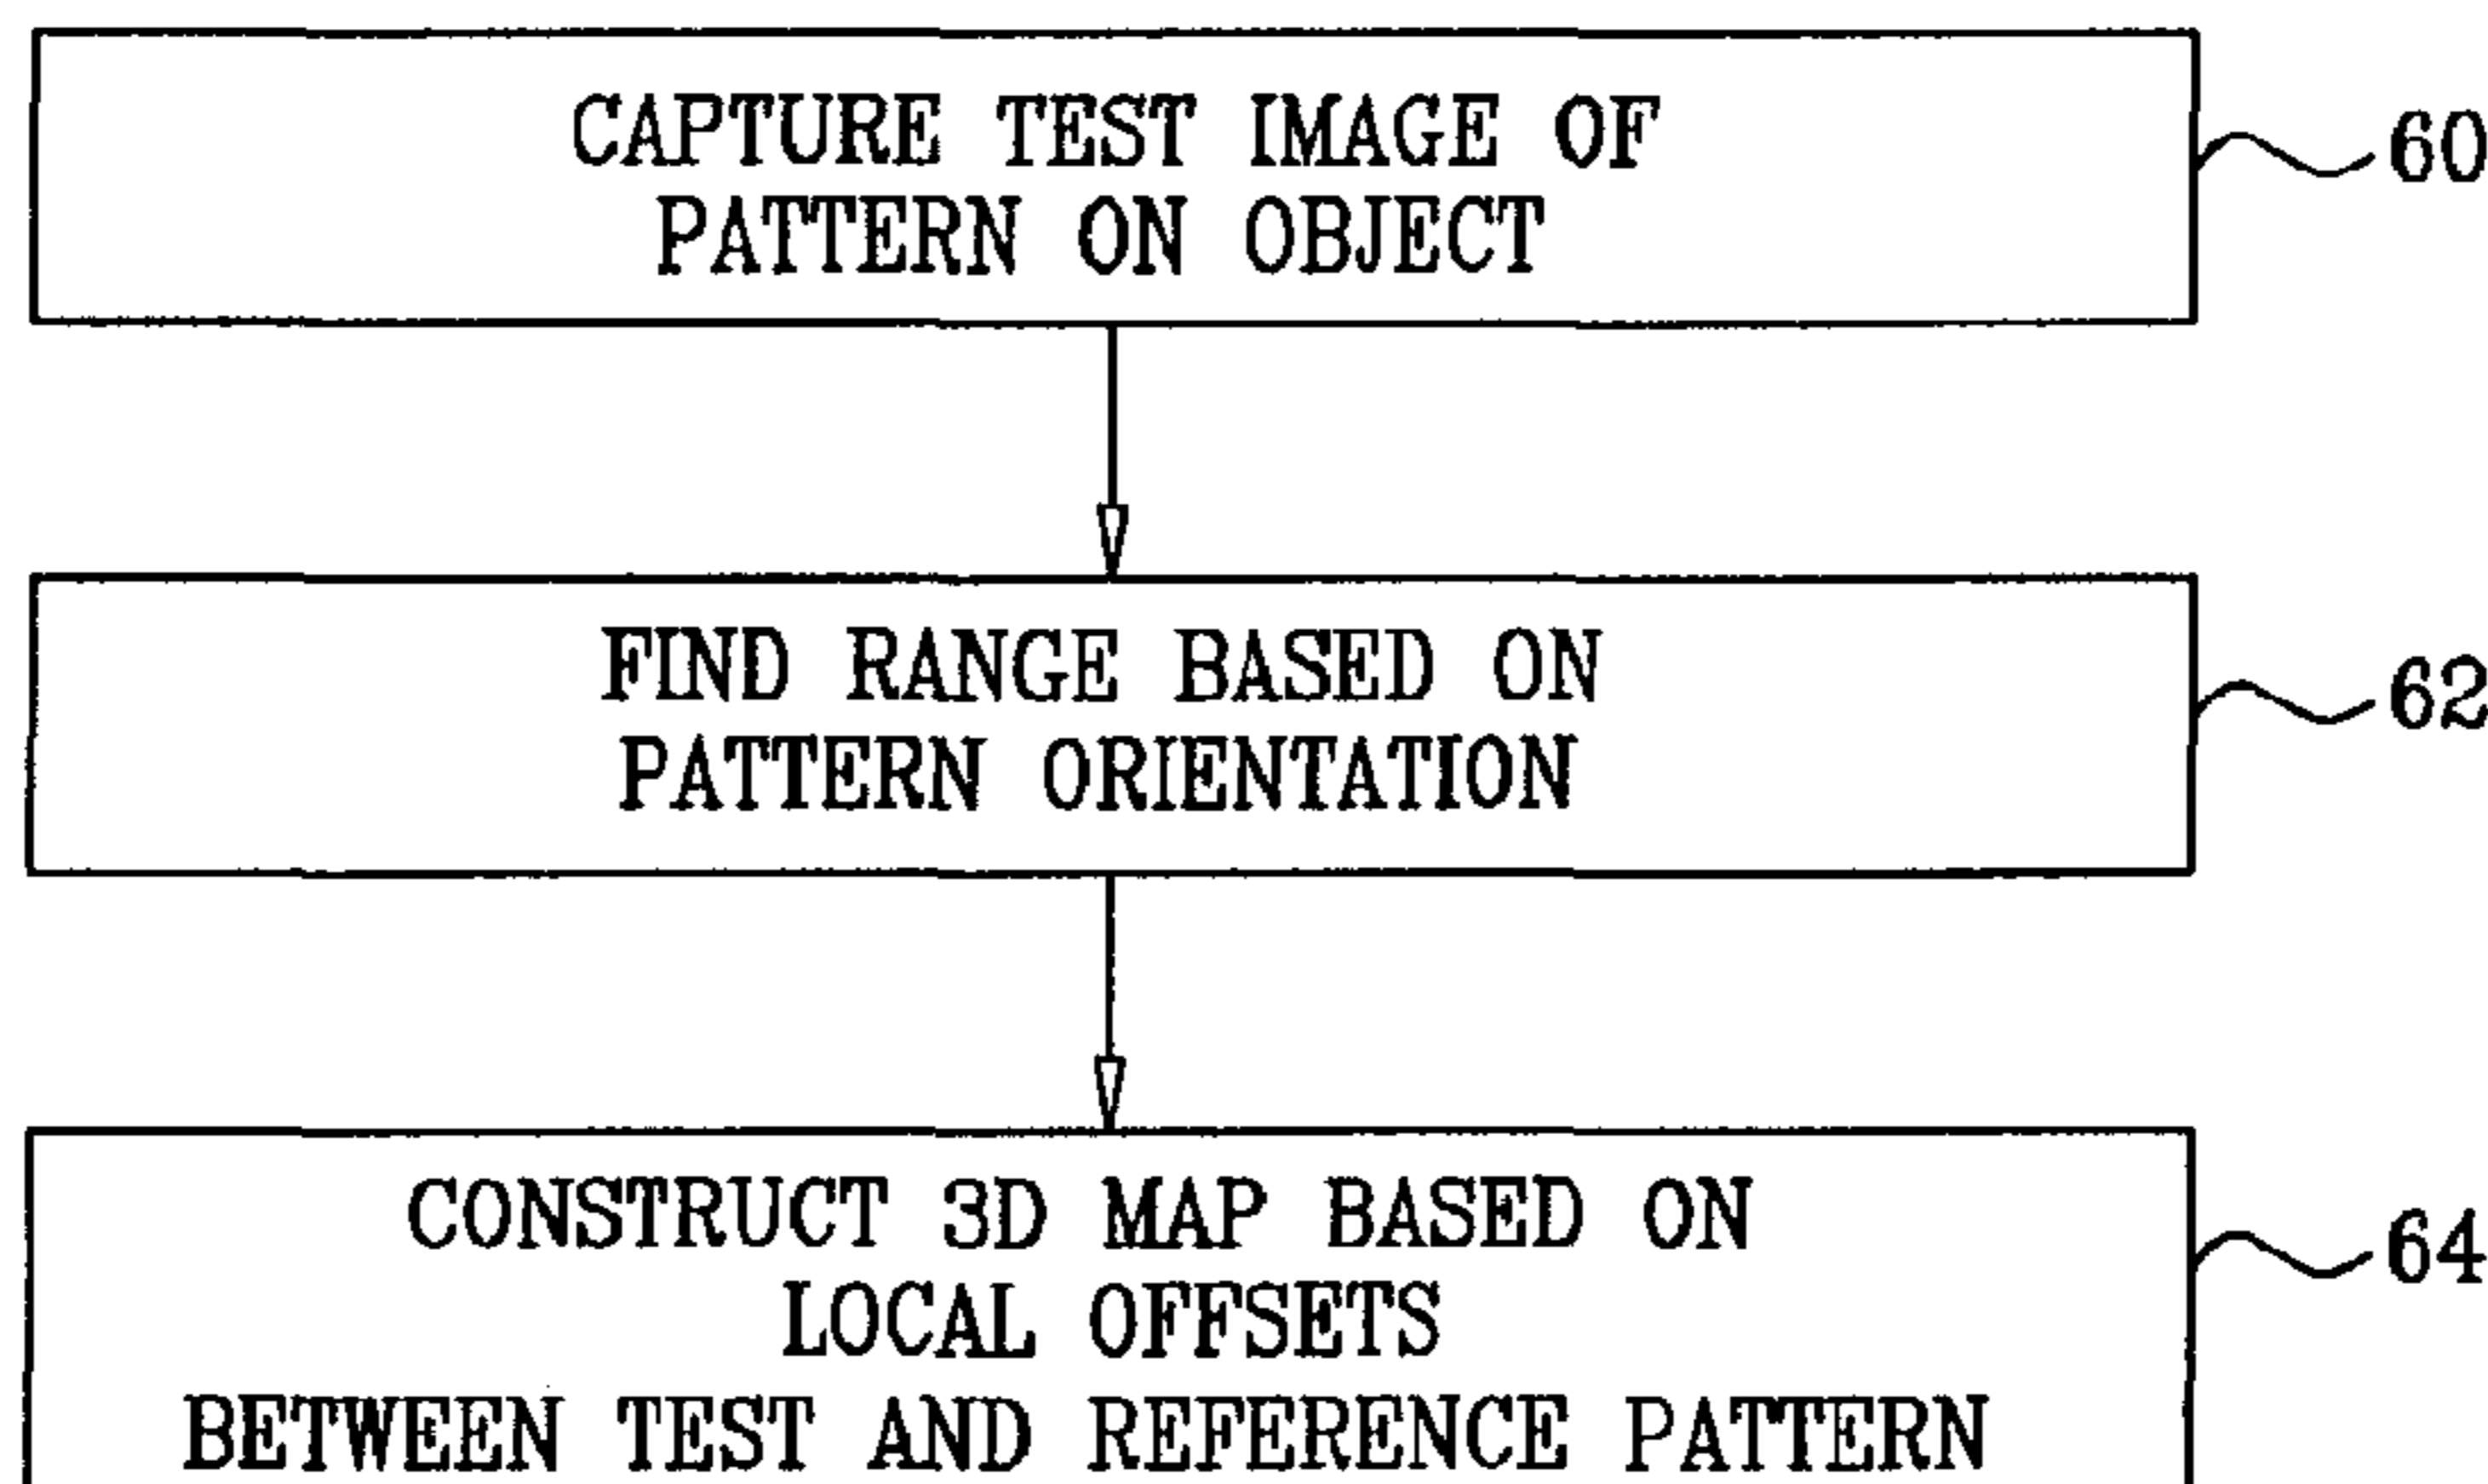 CAPTURE TEST IMAGE OF
PATTERN ON OBJECT
60
FIND RANGE BASED ON
PATTERN ORIENTATION
62
CONSTRUCT 3D MAP BASED ON
LOCAL OFFSETS
BETWEEN TEST AND REFERENCE PATTERN
64